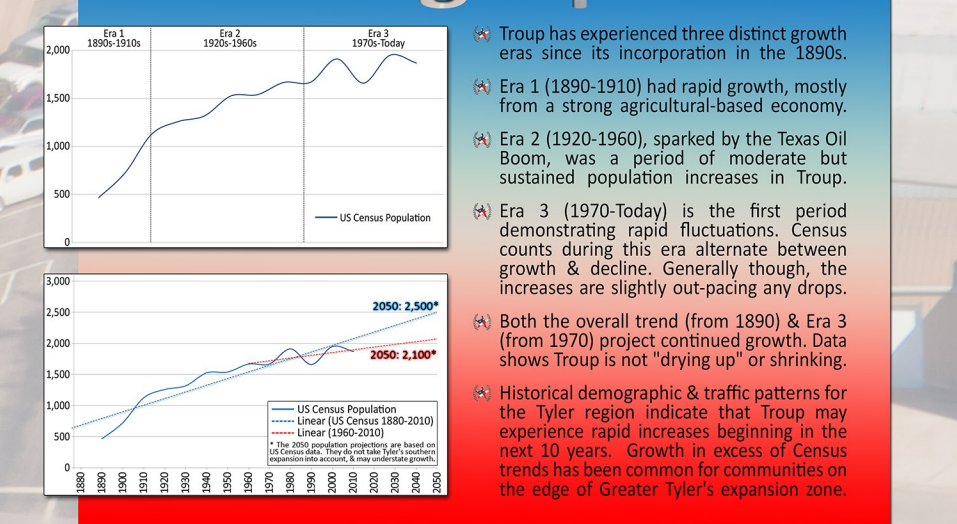 Era 1
1890s-1910s
Era 2
1920s-1960s
Era 3
1970s-Today
2,000
1,500
1,000
500
0
US Census Population
3,000
2,500
2,000
1,500
1,000
500
0
2050: 2,500*
2050: 2,100*
US Census Population
Linear (US Census 1880-2010)
Linear (1960-2010)
* The 2050 population projections are based on
US Census data. They do not take Tyler's southern
expansion into account, & may understate growth.
1880 1890 1900 1910 1920 1930 1940 1950 1960 1970 1980 1990 2000 2010 2020 2030 2040 2050
Troup has experienced three distinct growth
eras since its incorporation in the 1890s.
Era 1 (1890-1910) had rapid growth, mostly
from a strong agricultural-based economy.
Era 2 (1920-1960), sparked by the Texas Oil
Boom, was a period of moderate but
sustained population increases in Troup.
Era 3 (1970-Today) is the first period
demonstrating rapid fluctuations. Census
counts during this era alternate between
growth & decline. Generally though, the
increases are slightly out-pacing any drops.
Both the overall trend (from 1890) & Era 3
(from 1970) project continued growth. Data
shows Troup is not "drying up" or shrinking.
Historical demographic & traffic patterns for
the Tyler region indicate that Troup may
experience rapid increases beginning in the
next 10 years. Growth in excess of Census
trends has been common for communities on
the edge of Greater Tyler's expansion zone.